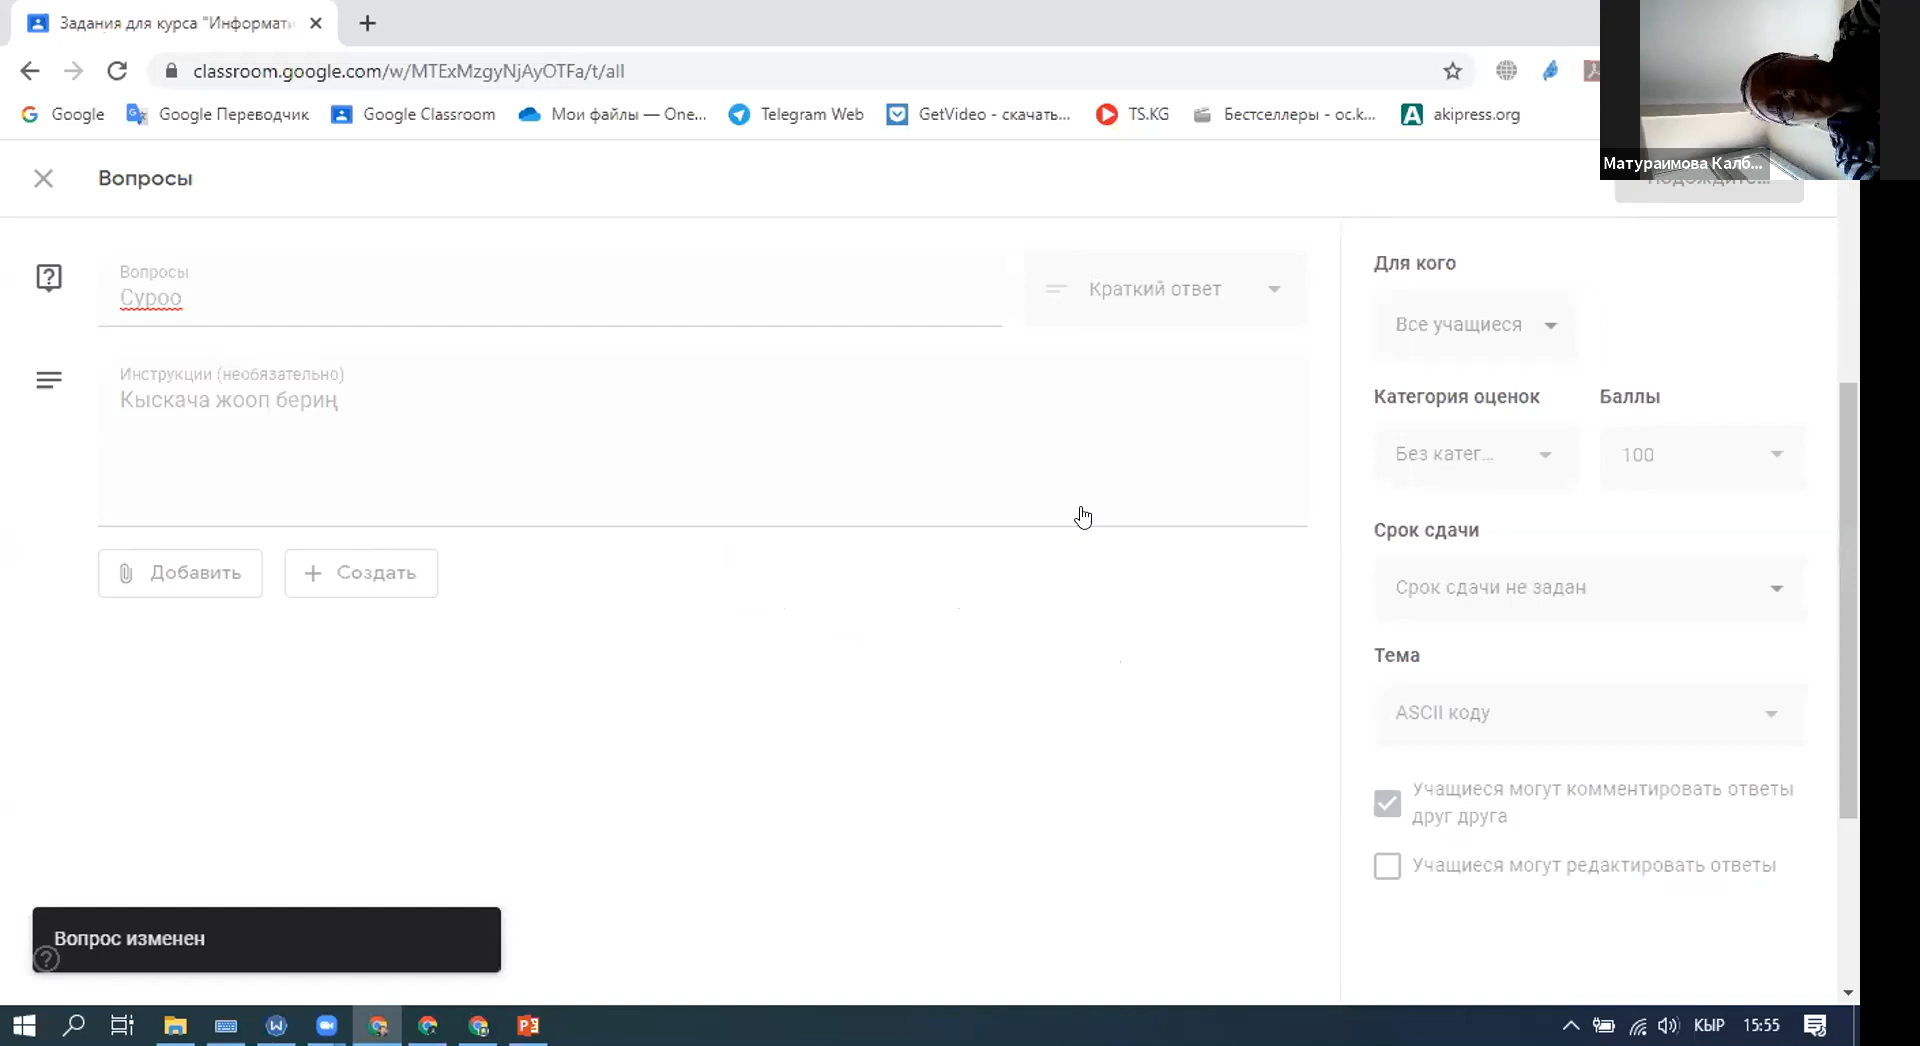 Задания для курса "Информати
classroom.google.com/w/MTExMzgyNjAyOTFa/t/all
Google
Google Переводчик
Google Classroom
Мои файлы — One...
Telegram Web
GetVideo - скачать...
TS.KG
Бестселлеры - oc.k...
akipress.org
Матураимова Калб...
Вопросы
Подождите...
Вопросы
Суроо
Краткий ответ
Инструкции (необязательно)
Кыскача жооп бериң
Добавить
Создать
Для кого
Все учащиеся
Категория оценок
Баллы
Без катег...
100
Срок сдачи
Срок сдачи не задан
Тема
ASCII коду
Учащиеся могут комментировать ответы
друг друга
Учащиеся могут редактировать ответы
Вопрос изменен
КЫР
15:55